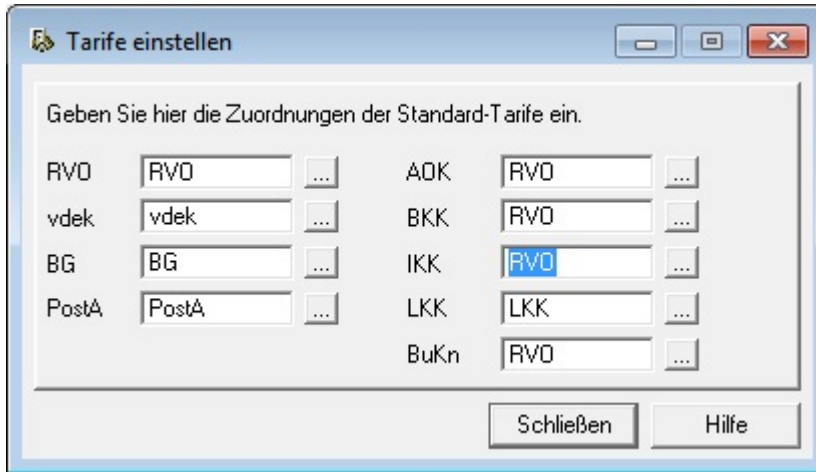 Tarife einstellen
Geben Sie hier die Zuordnungen der Standard-Tarife ein.
RVO RVO ... AOK RVO ...
vdek vdek ... BKK RVO ...
BG BG ... IKK RVO ...
PostA PostA ... LKK LKK ...
BuKn RVO ...
Schließen Hilfe